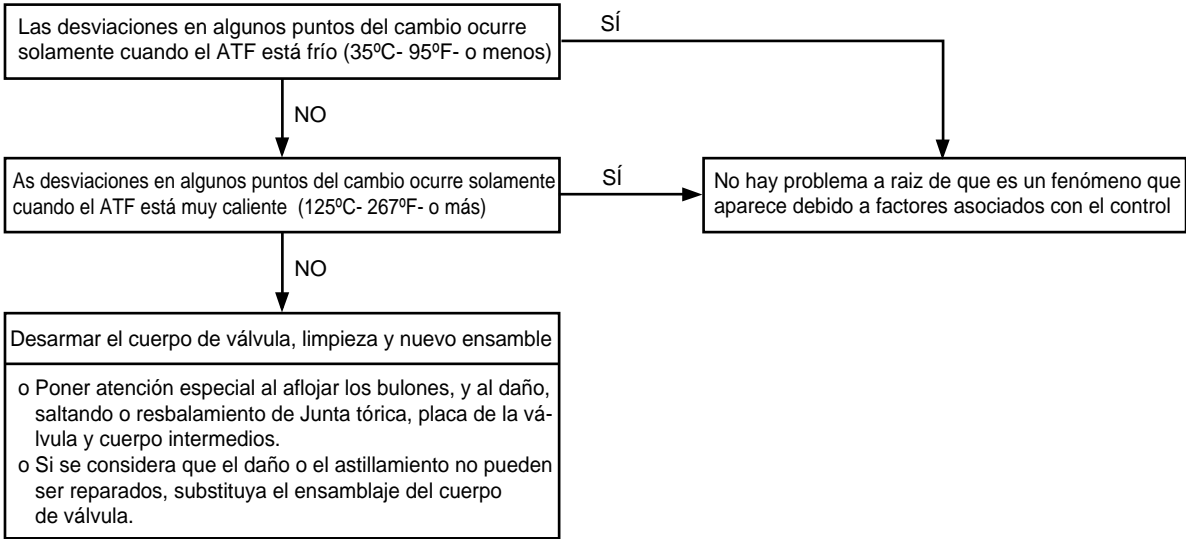 Las desviaciones en algunos puntos del cambio ocurre
solamente cuando el ATF está frío (35ºC- 95ºF- o menos)
SÍ
NO
As desviaciones en algunos puntos del cambio ocurre solamente
cuando el ATF está muy caliente (125ºC- 267ºF- o más)
SÍ
No hay problema a raiz de que es un fenómeno que
aparece debido a factores asociados con el control
NO
Desarmar el cuerpo de válvula, limpieza y nuevo ensamble
o Poner atención especial al aflojar los bulones, y al daño,
saltando o resbalamiento de Junta tórica, placa de la vá-
lvula y cuerpo intermedios.
o Si se considera que el daño o el astillamiento no pueden
ser reparados, substituya el ensamblaje del cuerpo
de válvula.